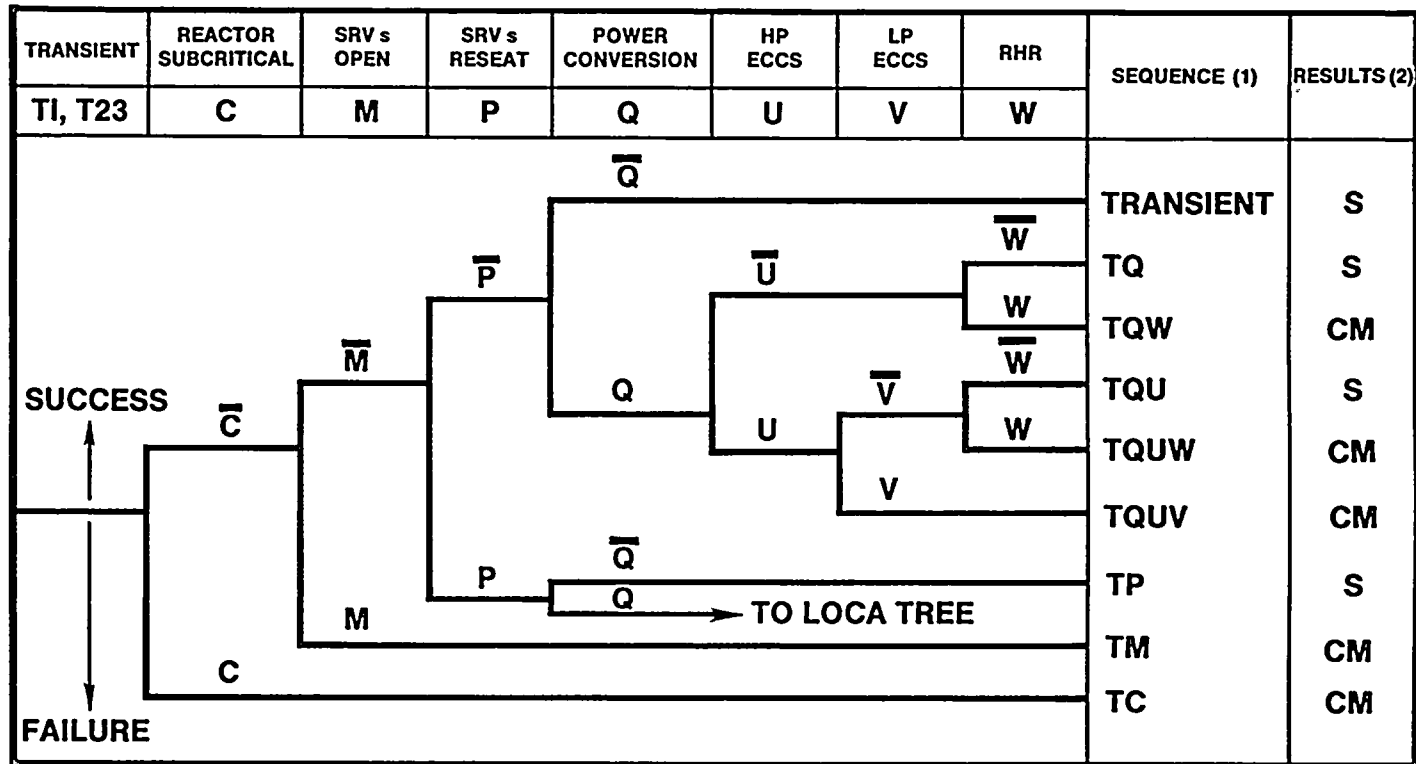 TRANSIENT REACTOR SUBCRITICAL SRV s OPEN SRV s RESEAT POWER CONVERSION HP ECCS LP ECCS RHR SEQUENCE (1) RESULTS (2)
TI, T23 C M P Q U V W
Q̅
TRANSIENT S
W̅
P̅ U̅ TQ S
W
TQW CM
M̅ W̅
SUCCESS Q V̅ TQU S
C̅ U W
TQUW CM
V
TQUV CM
Q̅
P TP S
Q
TO LOCA TREE
M
TM CM
C
TC CM
FAILURE